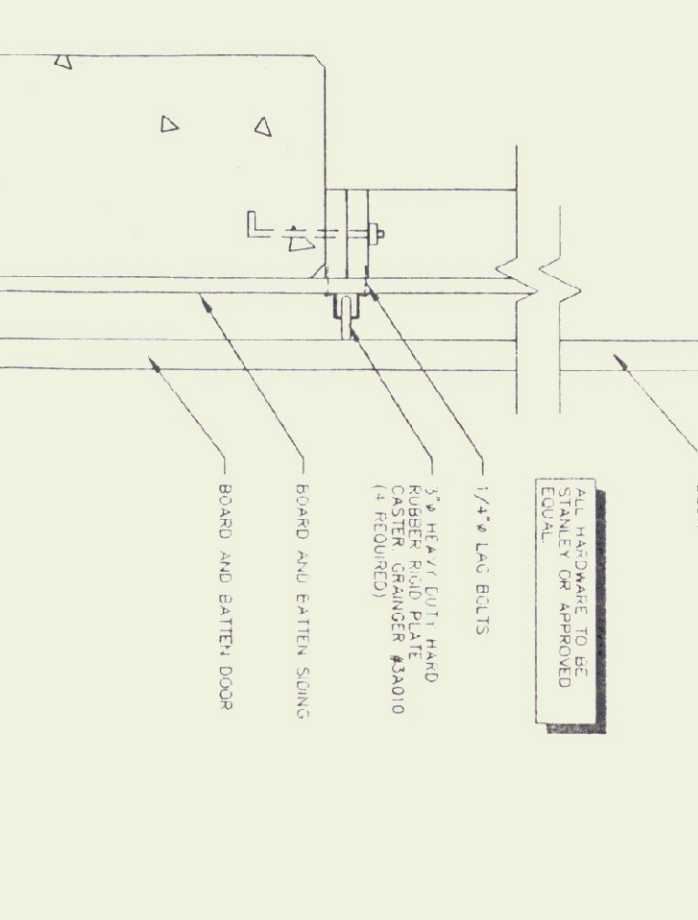 ALL HARDWARE TO BE
STANLEY OR APPROVED
EQUAL.
1/4"ø LAG BOLTS
3"ø HEAVY DUTY HARD
RUBBER RIGID PLATE
CASTER. GRAINGER #3A010
(4 REQUIRED)
BOARD AND BATTEN SIDING
BOARD AND BATTEN DOOR